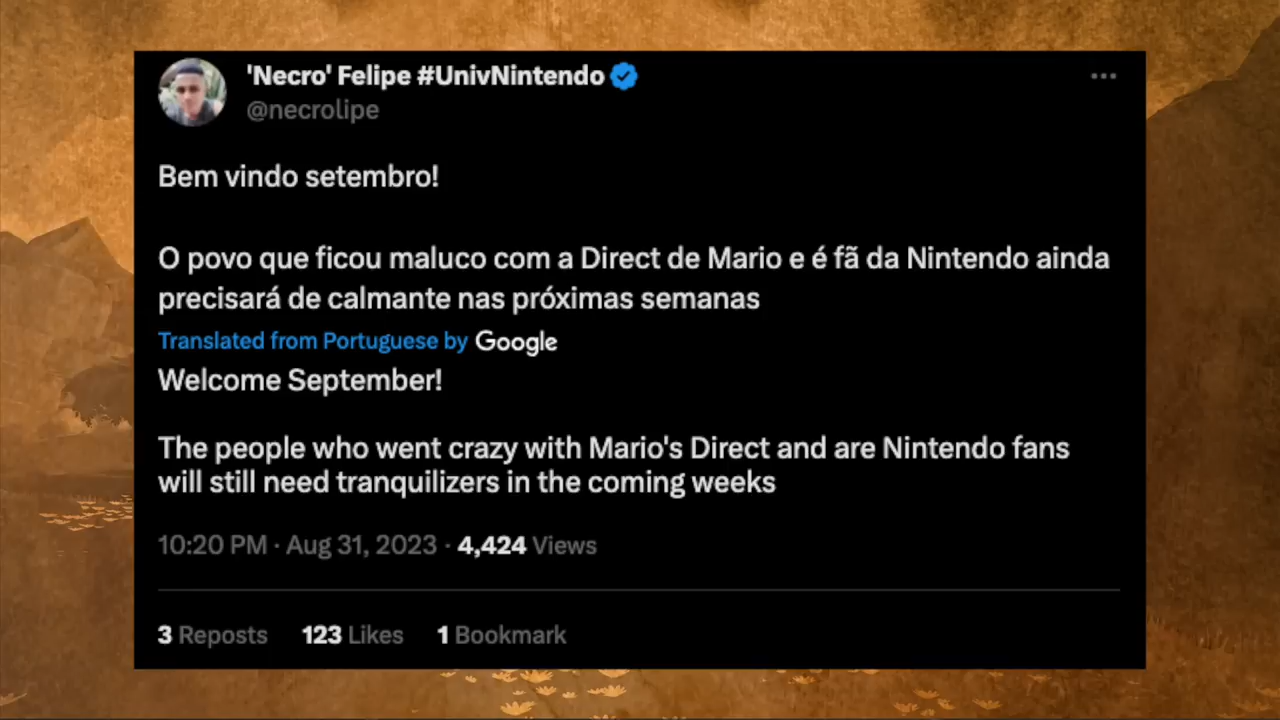 'Necro' Felipe #UnivNintendo
@necrolipe
Bem vindo setembro!
O povo que ficou maluco com a Direct de Mario e é fã da Nintendo ainda
precisará de calmante nas próximas semanas
Translated from Portuguese by Google
Welcome September!
The people who went crazy with Mario's Direct and are Nintendo fans
will still need tranquilizers in the coming weeks
10:20 PM · Aug 31, 2023 · 4,424 Views
3 Reposts 123 Likes 1 Bookmark